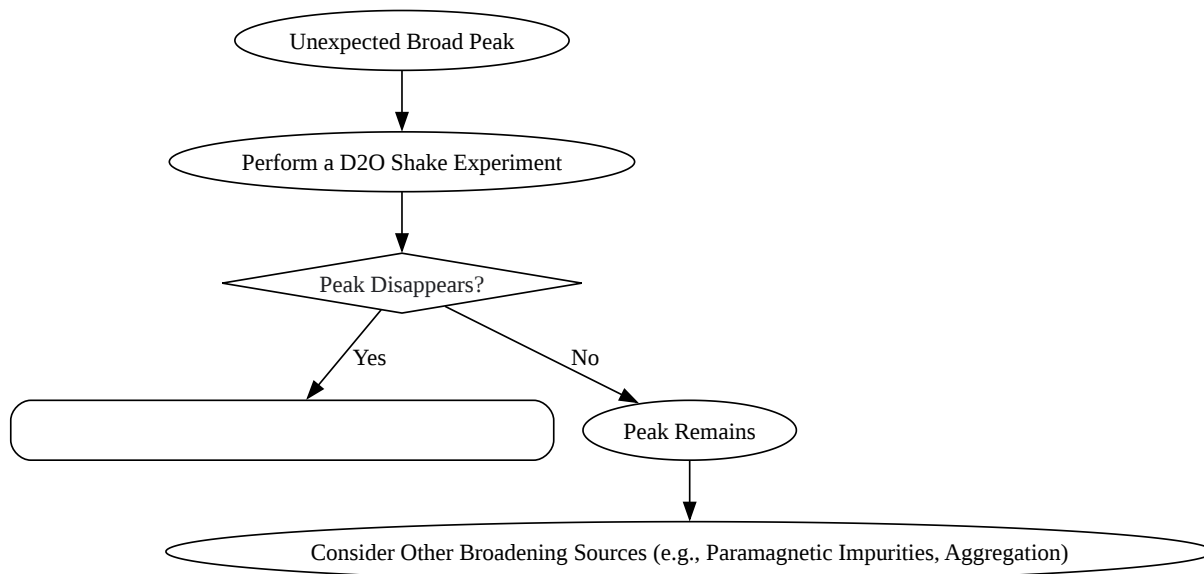 Unexpected Broad Peak
Perform a D2O Shake Experiment
Peak Disappears?
Yes
No
Peak Remains
Consider Other Broadening Sources (e.g., Paramagnetic Impurities, Aggregation)